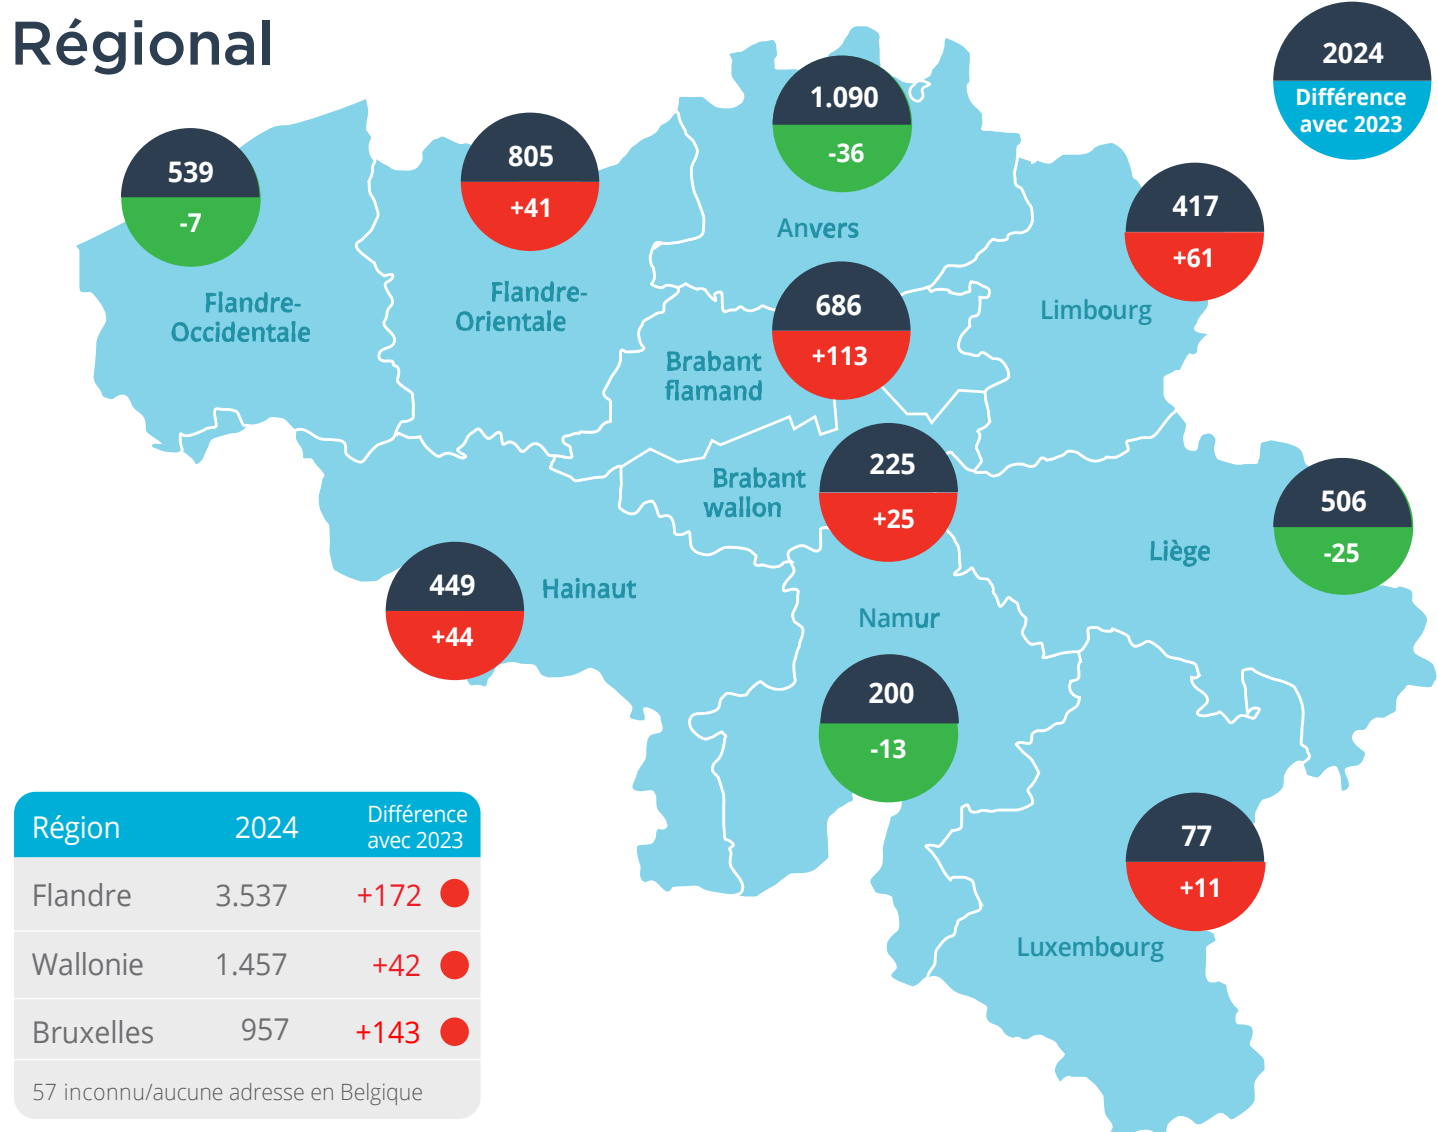 Régional
2024
Différence
avec 2023
539
-7
Flandre-
Occidentale
805
+41
Flandre-
Orientale
1.090
-36
Anvers
417
+61
Limbourg
686
+113
Brabant
flamand
225
+25
Brabant
wallon
506
-25
Liège
449
+44
Hainaut
Namur
200
-13
77
+11
Luxembourg
Région 2024 Différence
avec 2023
Flandre 3.537 +172
Wallonie 1.457 +42
Bruxelles 957 +143
57 inconnu/aucune adresse en Belgique